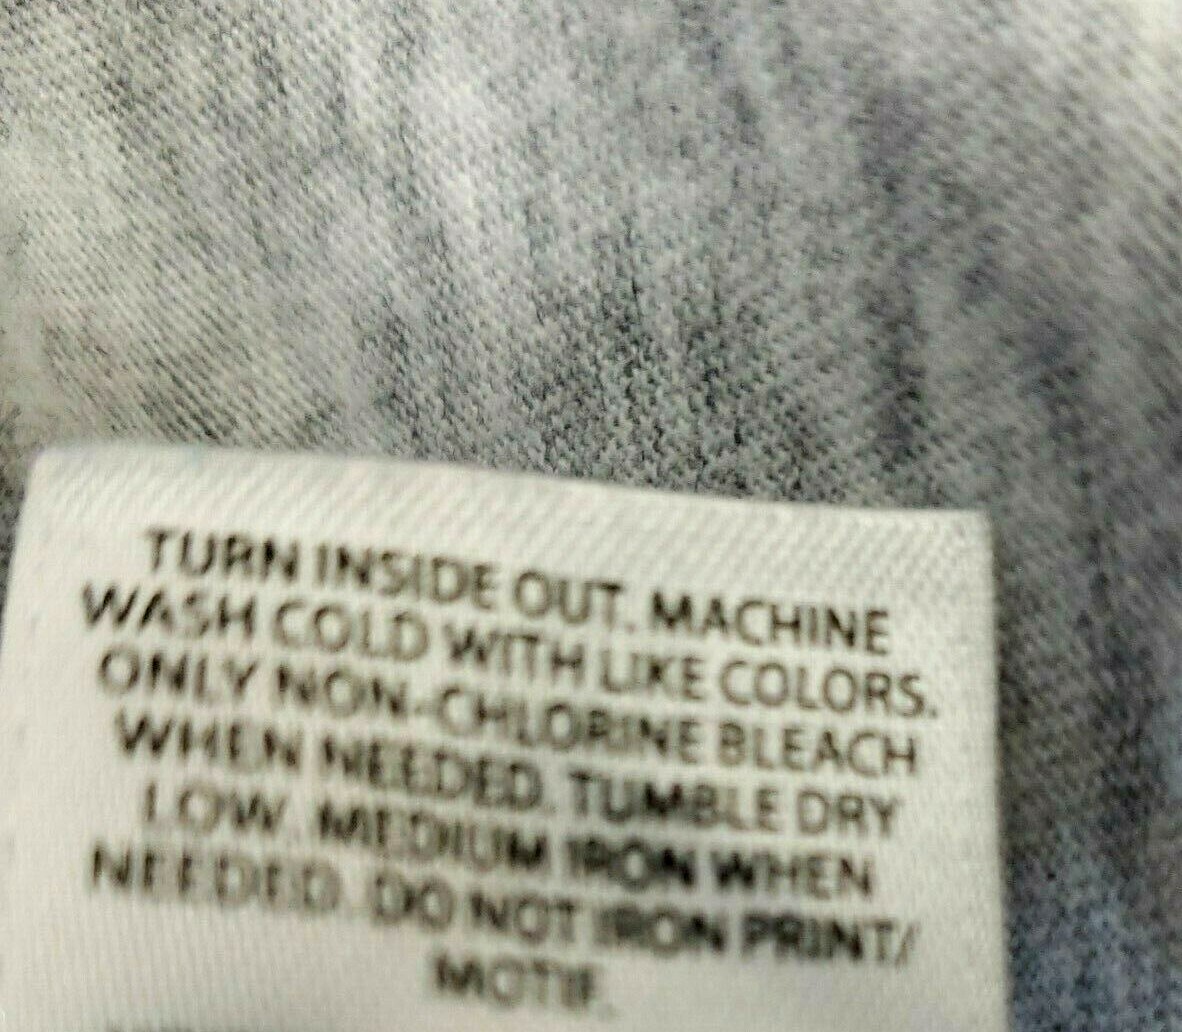 TURN INSIDE OUT. MACHINE
WASH COLD WITH LIKE COLORS.
ONLY NON-CHLORINE BLEACH
WHEN NEEDED. TUMBLE DRY
LOW. MEDIUM IRON WHEN
NEEDED. DO NOT IRON PRINT/
MOTIF.